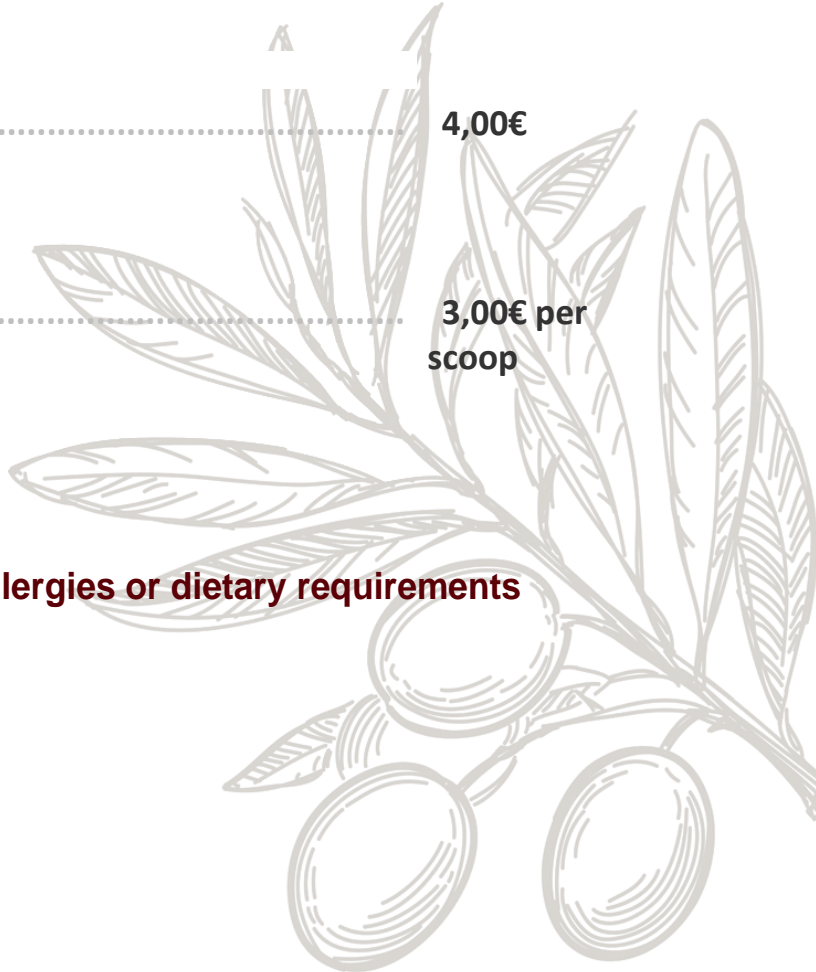 4,00€
3,00€ per
scoop
lergies or dietary requirements